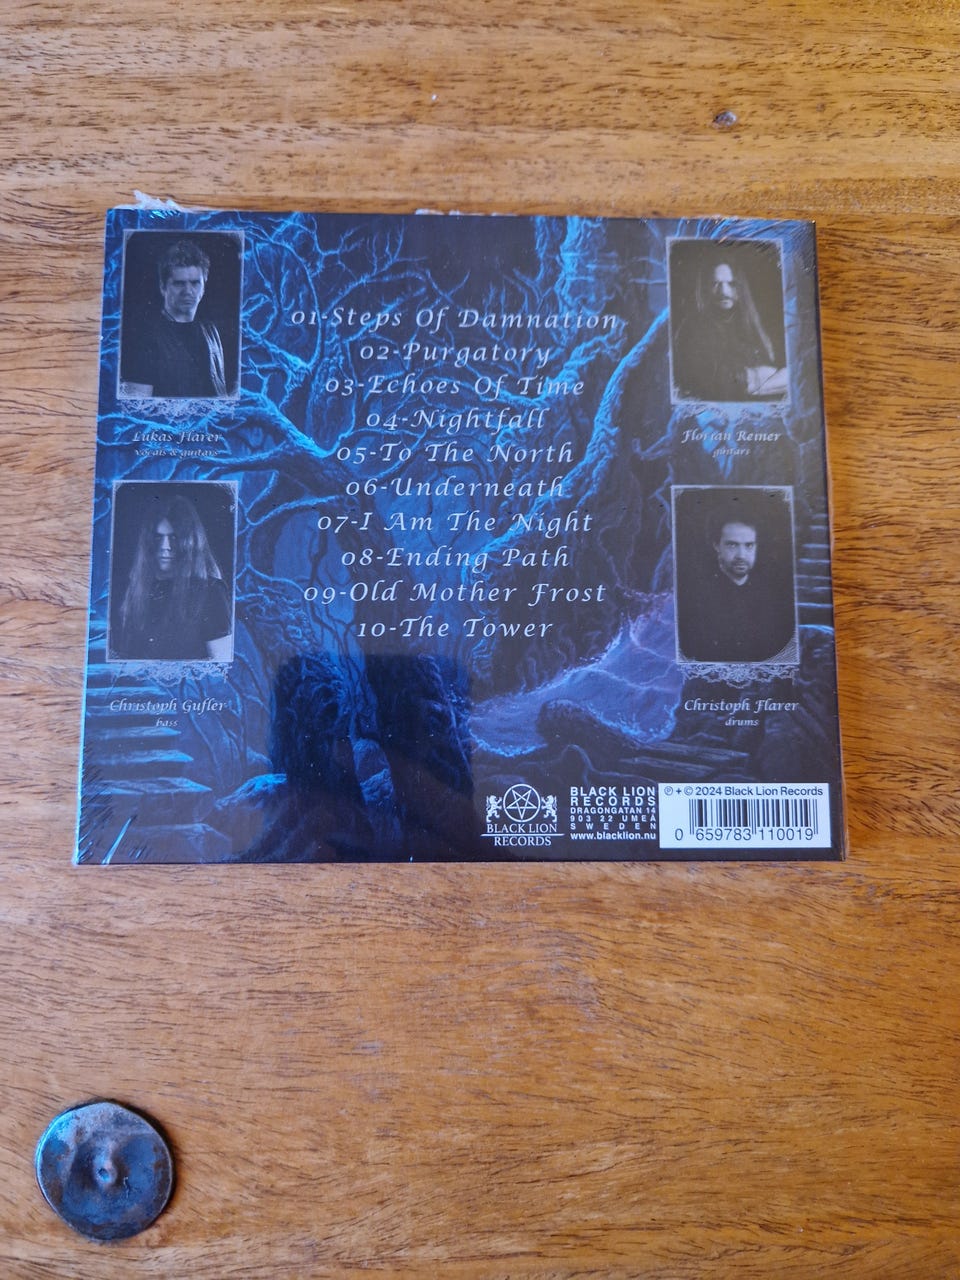 01-Steps Of Damnation
02-Purgatory
03-Echoes Of Time
04-Nightfall
05-To The North
06-Underneath
07-I Am The Night
08-Ending Path
09-Old Mother Frost
10-The Tower
Lukas Flarer
vocals & guitars
Florian Reiner
guitars
Christoph Gufler
bass
Christoph Flarer
drums
BLACK LION
RECORDS
BLACK LION
RECORDS
DRAGONGATAN 14
903 22 UMEÅ
SWEDEN
www.blacklion.nu
℗ + © 2024 Black Lion Records
0 659783 110019